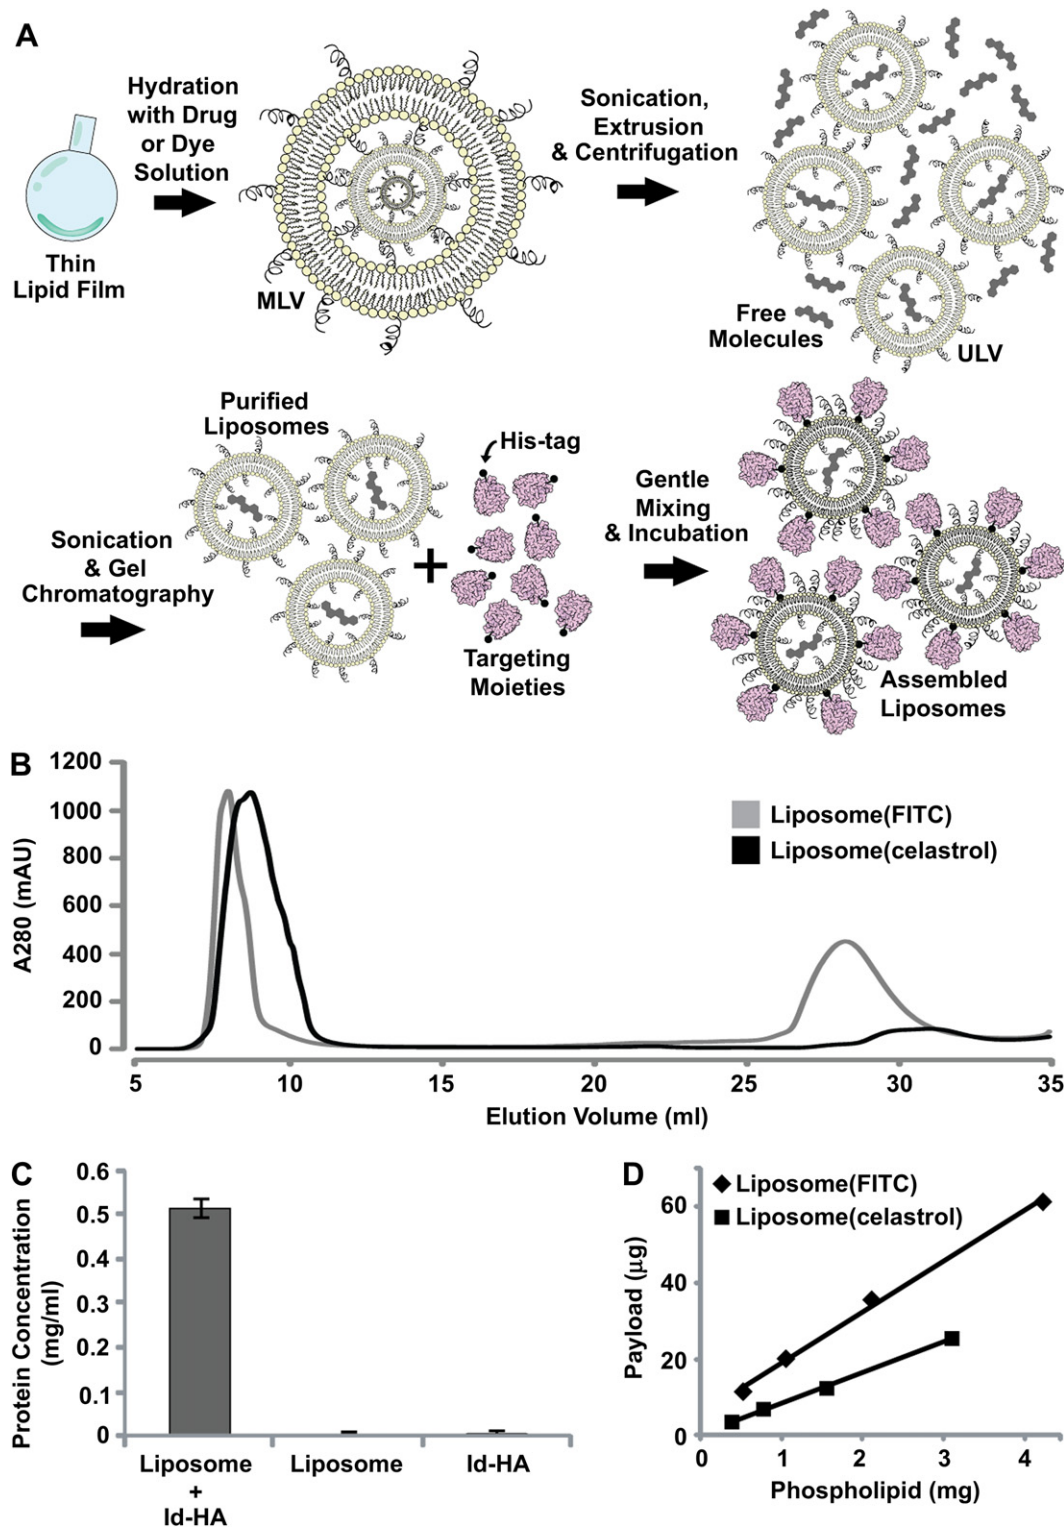 A
Hydration
with Drug
or Dye
Solution
Thin
Lipid Film
MLV
Sonication,
Extrusion
& Centrifugation
Free
Molecules
ULV
Sonication
& Gel
Chromatography
Purified
Liposomes
His-tag
+
Targeting
Moieties
Gentle
Mixing
& Incubation
Assembled
Liposomes
B
A280 (mAU)
1200
1000
800
600
400
200
0
5 10 15 20 25 30 35
Elution Volume (ml)
Liposome(FITC)
Liposome(celastrol)
C
Protein Concentration
(mg/ml)
0.6
0.5
0.4
0.3
0.2
0.1
0
Liposome
+
Id-HA
Liposome
Id-HA
D
Liposome(FITC)
Liposome(celastrol)
Payload (µg)
60
40
20
0
0 1 2 3 4
Phospholipid (mg)